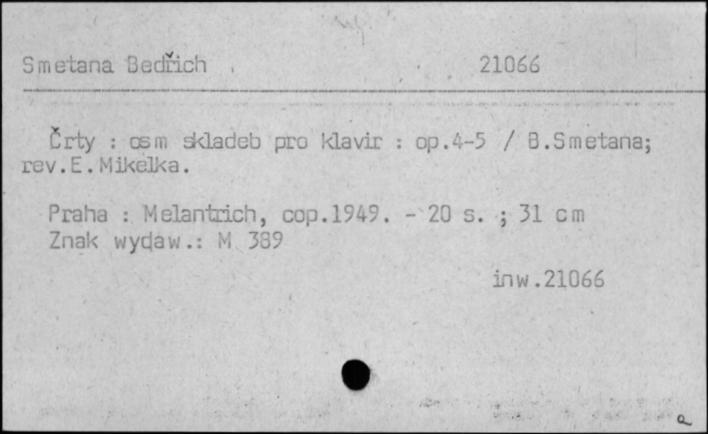 Smetana Bedřich 21066
Črty : osm skladeb pro klavir : op.4-5 / B.Smetana;
rev.E.Mikelka.
Praha : Melantrich, cop.1949. - 20 s. ; 31 cm
Znak wydaw.: M 389
inw.21066